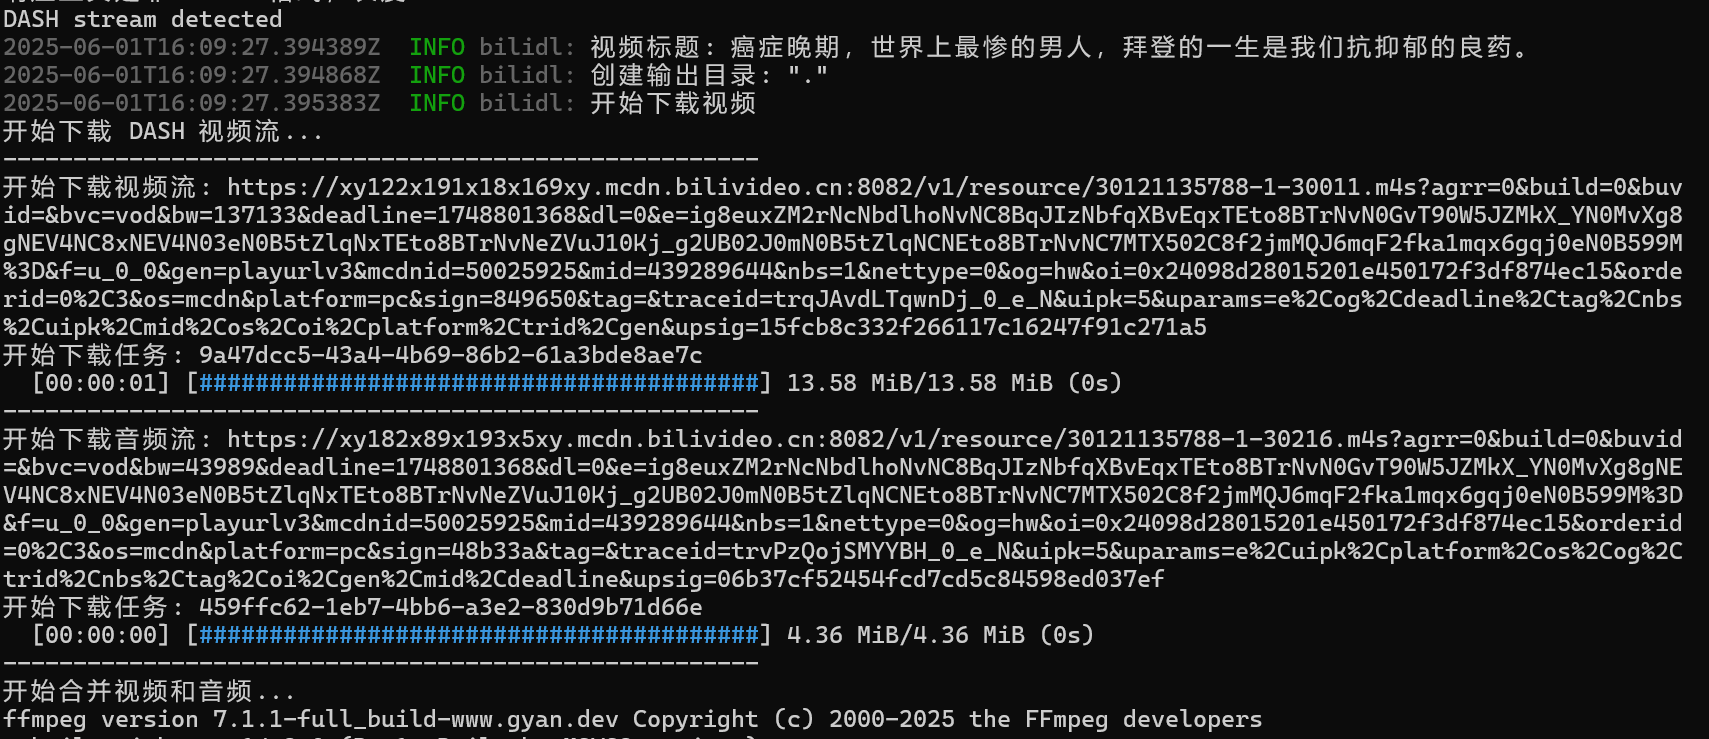 DASH stream detected
2025-06-01T16:09:27.394389Z  INFO bilidl: 视频标题: 癌症晚期，世界上最惨的男人，拜登的一生是我们抗抑郁的良药。
2025-06-01T16:09:27.394868Z  INFO bilidl: 创建输出目录: "."
2025-06-01T16:09:27.395383Z  INFO bilidl: 开始下载视频
开始下载 DASH 视频流...
------------------------------------------------------
开始下载视频流: https://xy122x191x18x169xy.mcdn.bilivideo.cn:8082/v1/resource/30121135788-1-30011.m4s?agrr=0&build=0&buv
id=&bvc=vod&bw=137133&deadline=1748801368&dl=0&e=ig8euxZM2rNcNbdlhoNvNC8BqJIzNbfqXBvEqxTEto8BTrNvN0GvT90W5JZMkX_YN0MvXg8
gNEV4NC8xNEV4N03eN0B5tZlqNxTEto8BTrNvNeZVuJ10Kj_g2UB02J0mN0B5tZlqNCNEto8BTrNvNC7MTX502C8f2jmMQJ6mqF2fka1mqx6gqj0eN0B599M
%3D&f=u_0_0&gen=playurlv3&mcdnid=50025925&mid=439289644&nbs=1&nettype=0&og=hw&oi=0x24098d28015201e450172f3df874ec15&orde
rid=0%2C3&os=mcdn&platform=pc&sign=849650&tag=&traceid=trqJAvdLTqwnDj_0_e_N&uipk=5&uparams=e%2Cog%2Cdeadline%2Ctag%2Cnbs
%2Cuipk%2Cmid%2Cos%2Coi%2Cplatform%2Ctrid%2Cgen&upsig=15fcb8c332f266117c16247f91c271a5
开始下载任务: 9a47dcc5-43a4-4b69-86b2-61a3bde8ae7c
  [00:00:01] [########################################] 13.58 MiB/13.58 MiB (0s)
------------------------------------------------------
开始下载音频流: https://xy182x89x193x5xy.mcdn.bilivideo.cn:8082/v1/resource/30121135788-1-30216.m4s?agrr=0&build=0&buvid
=&bvc=vod&bw=43989&deadline=1748801368&dl=0&e=ig8euxZM2rNcNbdlhoNvNC8BqJIzNbfqXBvEqxTEto8BTrNvN0GvT90W5JZMkX_YN0MvXg8gNE
V4NC8xNEV4N03eN0B5tZlqNxTEto8BTrNvNeZVuJ10Kj_g2UB02J0mN0B5tZlqNCNEto8BTrNvNC7MTX502C8f2jmMQJ6mqF2fka1mqx6gqj0eN0B599M%3D
&f=u_0_0&gen=playurlv3&mcdnid=50025925&mid=439289644&nbs=1&nettype=0&og=hw&oi=0x24098d28015201e450172f3df874ec15&orderid
=0%2C3&os=mcdn&platform=pc&sign=48b33a&tag=&traceid=trvPzQojSMYYBH_0_e_N&uipk=5&uparams=e%2Cuipk%2Cplatform%2Cos%2Cog%2C
trid%2Cnbs%2Ctag%2Coi%2Cgen%2Cmid%2Cdeadline&upsig=06b37cf52454fcd7cd5c84598ed037ef
开始下载任务: 459ffc62-1eb7-4bb6-a3e2-830d9b71d66e
  [00:00:00] [########################################] 4.36 MiB/4.36 MiB (0s)
------------------------------------------------------
开始合并视频和音频...
ffmpeg version 7.1.1-full_build-www.gyan.dev Copyright (c) 2000-2025 the FFmpeg developers